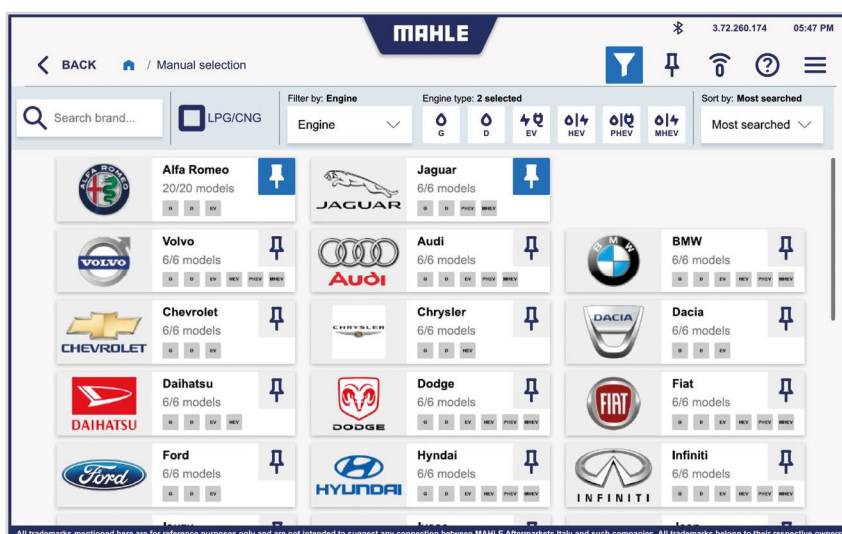 MAHLE
3.72.260.174 05:47 PM
BACK / Manual selection
Filter by: Engine Engine type: 2 selected Sort by: Most searched
Search brand... LPG/CNG Engine G D EV HEV PHEV MHEV Most searched
Alfa Romeo Jaguar
20/20 models 6/6 models
ALFA ROMEO JAGUAR
G D EV G D PHEV MHEV
Volvo Audi BMW
6/6 models 6/6 models 6/6 models
VOLVO Audi BMW
G D EV HEV PHEV MHEV G D EV PHEV MHEV G D EV HEV PHEV MHEV
Chevrolet Chrysler Dacia
6/6 models 6/6 models 6/6 models
CHEVROLET CHRYSLER DACIA
G D EV G D HEV G D EV
Daihatsu Dodge Fiat
6/6 models 6/6 models 6/6 models
DAIHATSU DODGE FIAT
G D EV HEV G D EV HEV PHEV MHEV G D EV HEV PHEV MHEV
Ford Hyndai Infiniti
6/6 models 6/6 models 6/6 models
Ford HYUNDAI INFINITI
G D EV G D EV HEV PHEV MHEV G D EV HEV PHEV MHEV
All trademarks mentioned here are for reference purposes only and are not intended to suggest any connection between MAHLE Aftermarkets Italy and such companies. All trademarks belong to their respective owners